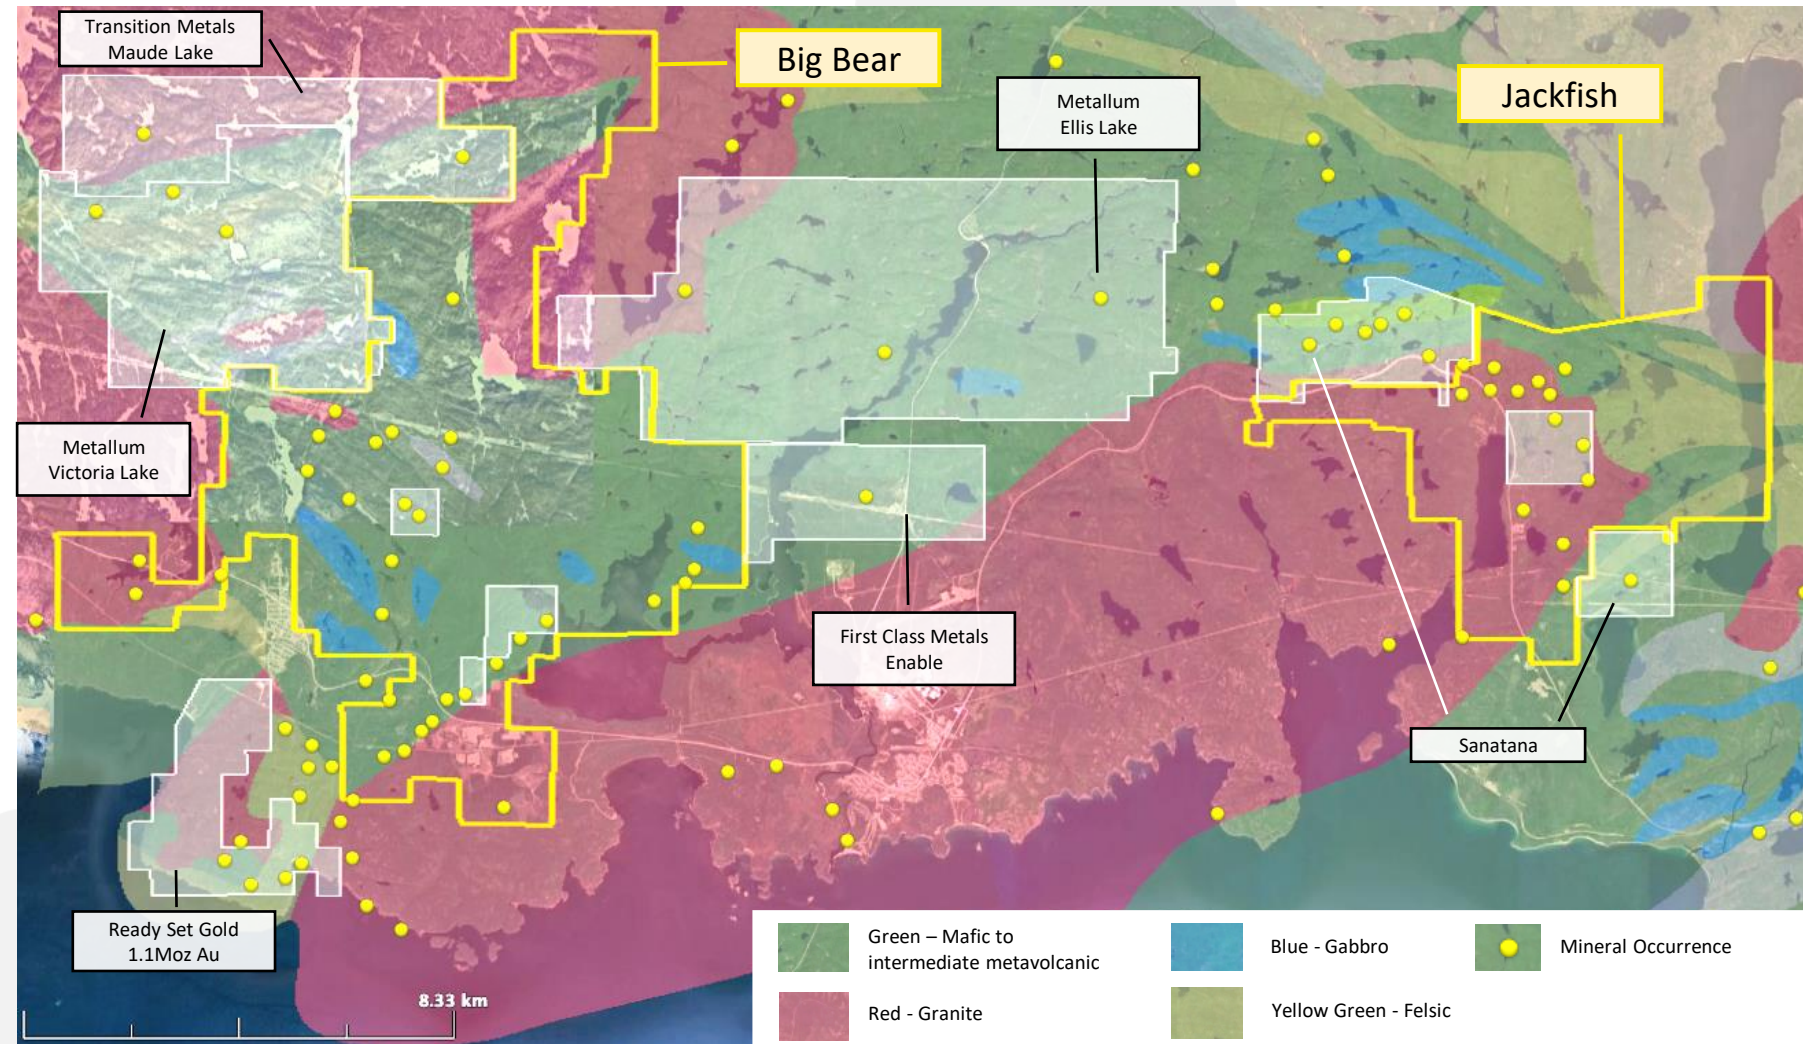 Transition Metals
Maude Lake
Big Bear
Metallum
Ellis Lake
Jackfish
Metallum
Victoria Lake
First Class Metals
Enable
Sanatana
Ready Set Gold
1.1Moz Au
8.33 km
Green – Mafic to
intermediate metavolcanic
Blue - Gabbro
Mineral Occurrence
Red - Granite
Yellow Green - Felsic